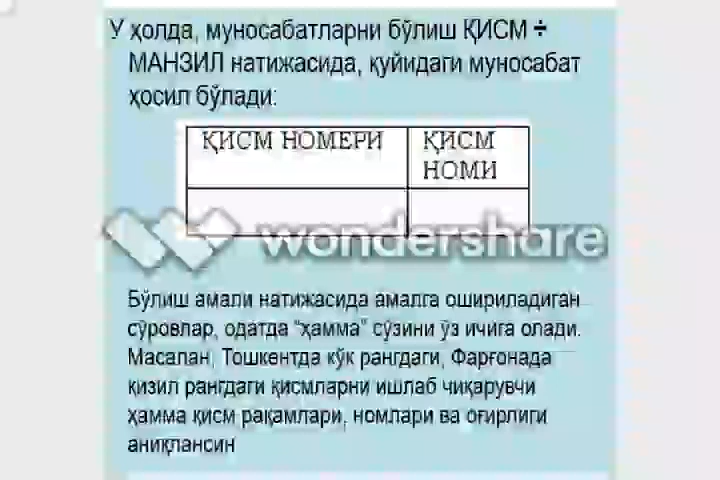 У ҳолда, муносабатларни бўлиш ҚИСМ ÷
МАНЗИЛ натижасида, қуйидаги муносабат
ҳосил бўлади:
ҚИСМ НОМЕРИ ҚИСМ
НОМИ
wondershare
Бўлиш амали натижасида амалга ошириладиган
сўровлар, одатда “ҳамма” сўзини ўз ичига олади.
Масалан, Тошкентда кўк рангдаги, Фарғонада
қизил рангдаги қисмларни ишлаб чиқарувчи
ҳамма қисм рақамлари, номлари ва оғирлиги
аниқлансин